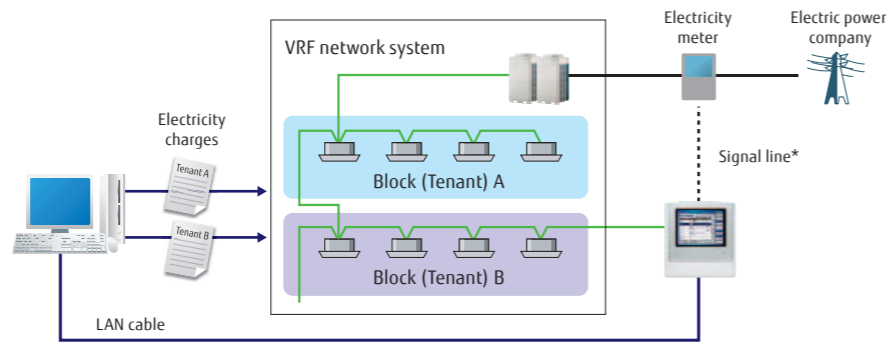 Electricity
meter
Electric power
company
VRF network system
Electricity
charges
Tenant A
Block (Tenant) A
Signal line*
Tenant B
Block (Tenant) B
LAN cable